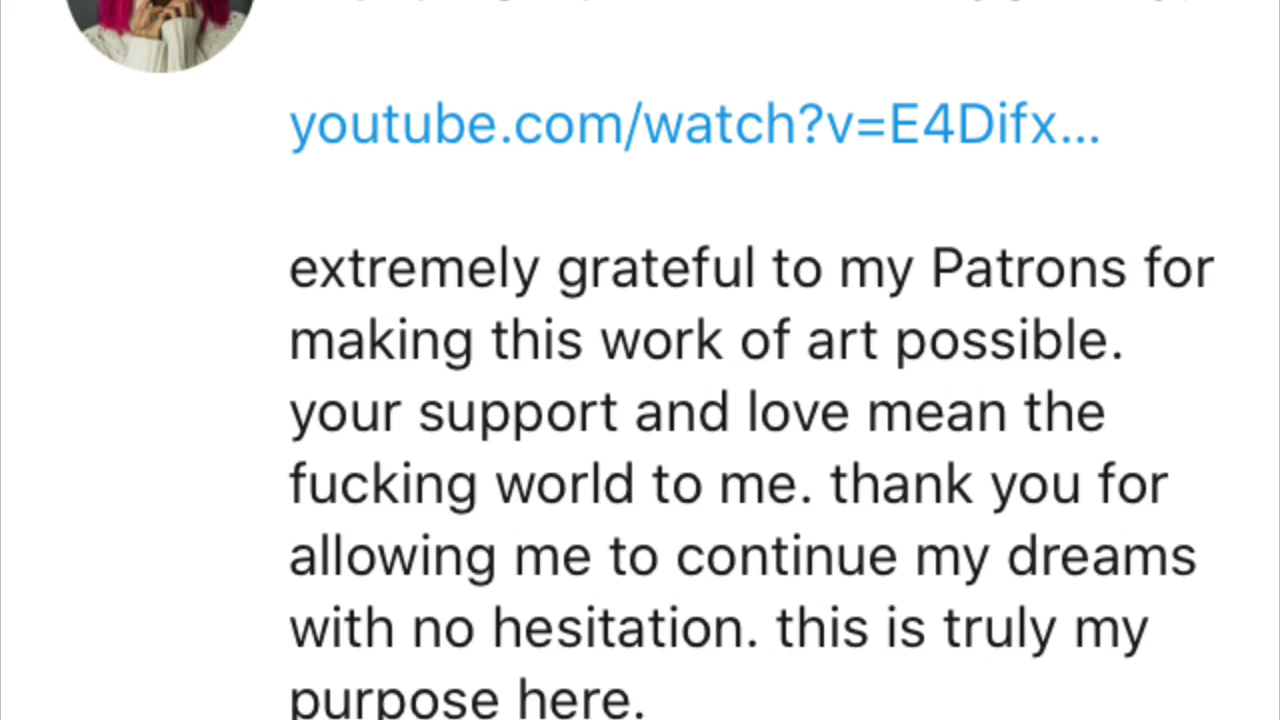 youtube.com/watch?v=E4Difx...
extremely grateful to my Patrons for
making this work of art possible.
your support and love mean the
fucking world to me. thank you for
allowing me to continue my dreams
with no hesitation. this is truly my
purpose here.